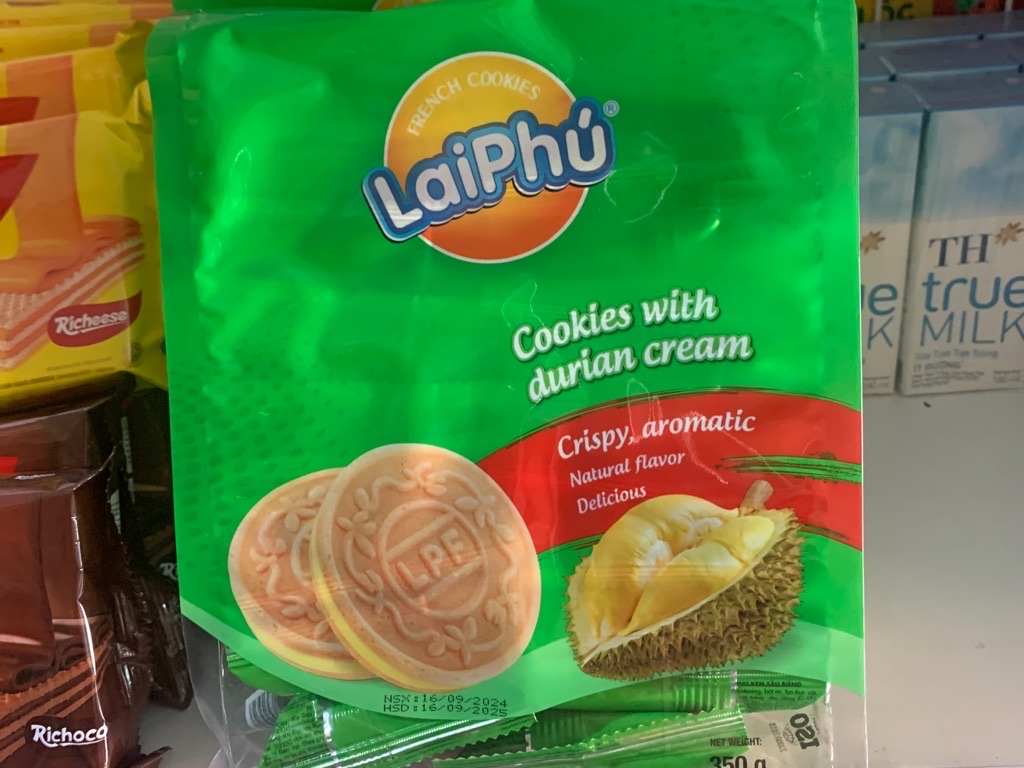 FRENCH COOKIES
LaiPhú®
Cookies with
durian cream
Crispy, aromatic
Natural flavor
Delicious
LPF
NSX:16/09/2024
HSD:16/09/2025
NET WEIGHT:
350 g
ISO
Richeese
Richoco
TH
true
MILK